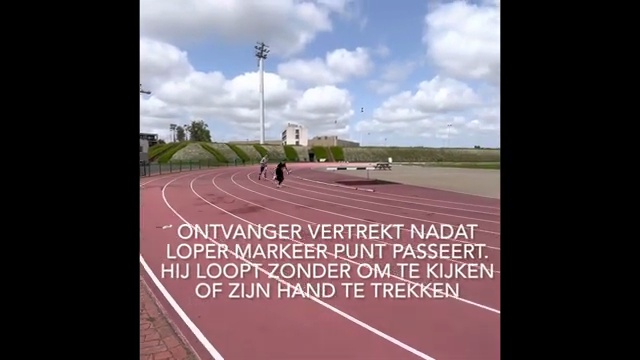 ONTVANGER VERTREKT NADAT
LOPER MARKEER PUNT PASSEERT.
HIJ LOOPT ZONDER OM TE KIJKEN
OF ZIJN HAND TE TREKKEN